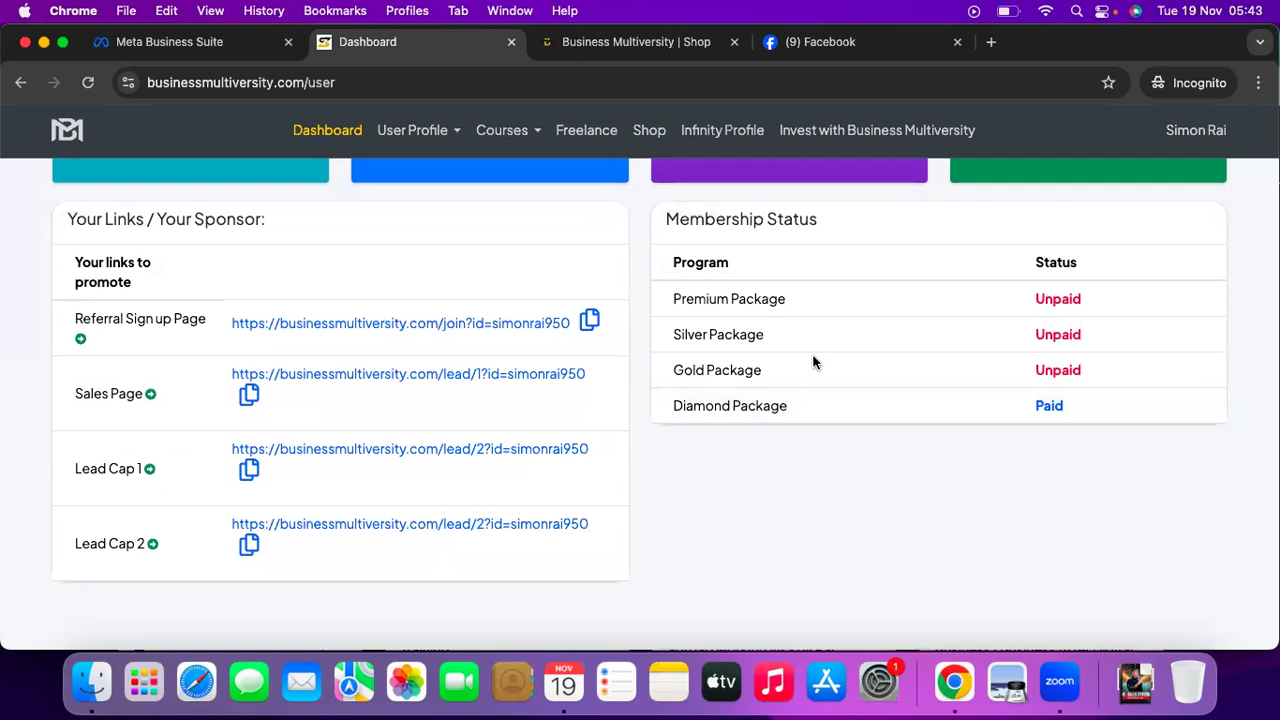 Chrome File Edit View History Bookmarks Profiles Tab Window Help Tue 19 Nov 05:43
Meta Business Suite Dashboard Business Multiversity | Shop (9) Facebook
businessmultiversity.com/user Incognito
Dashboard User Profile Courses Freelance Shop Infinity Profile Invest with Business Multiversity Simon Rai
Your Links / Your Sponsor:
Your links to
promote
Referral Sign up Page https://businessmultiversity.com/join?id=simonrai950
Sales Page https://businessmultiversity.com/lead/1?id=simonrai950
Lead Cap 1 https://businessmultiversity.com/lead/2?id=simonrai950
Lead Cap 2 https://businessmultiversity.com/lead/2?id=simonrai950
Membership Status
Program Status
Premium Package Unpaid
Silver Package Unpaid
Gold Package Unpaid
Diamond Package Paid
NOV
19
tv
1
zoom